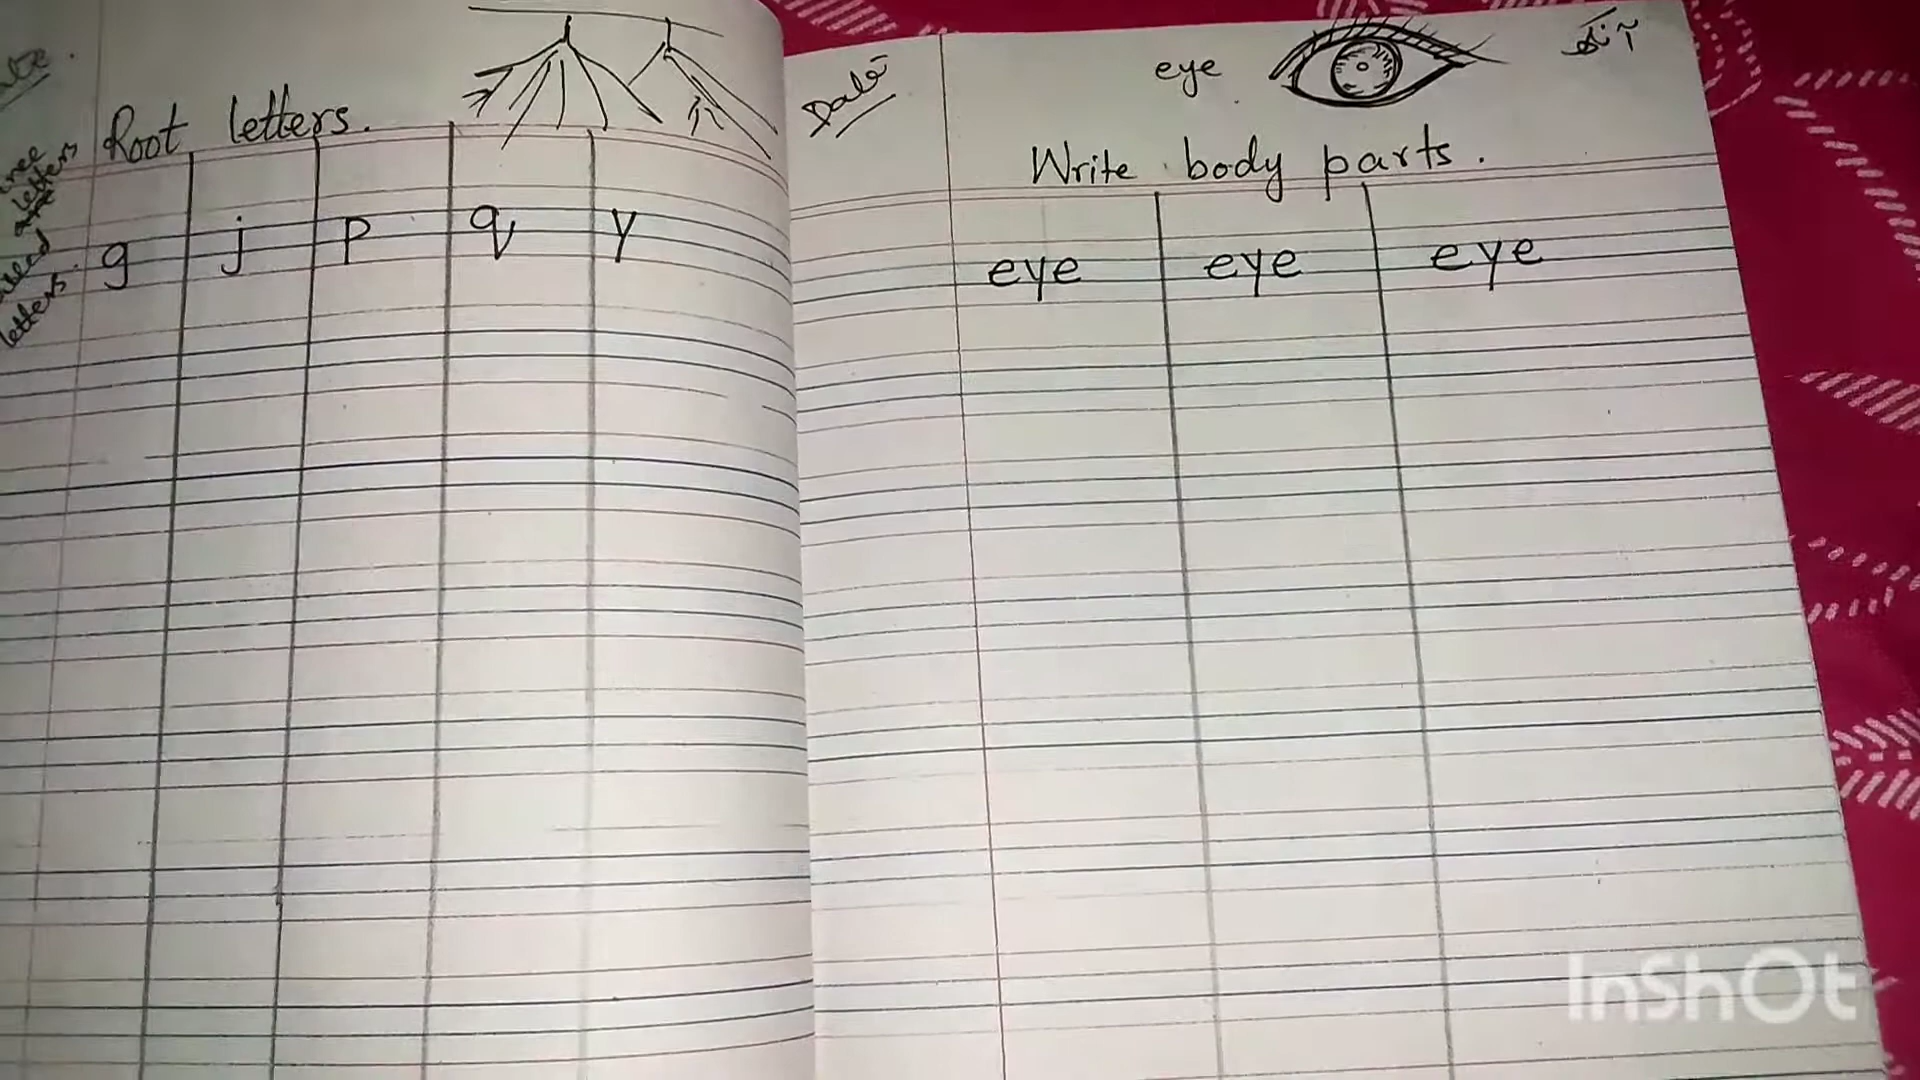 Root letters.
g j p q y
Date
eye آنکھ
Write body parts.
eye eye eye
InShOt